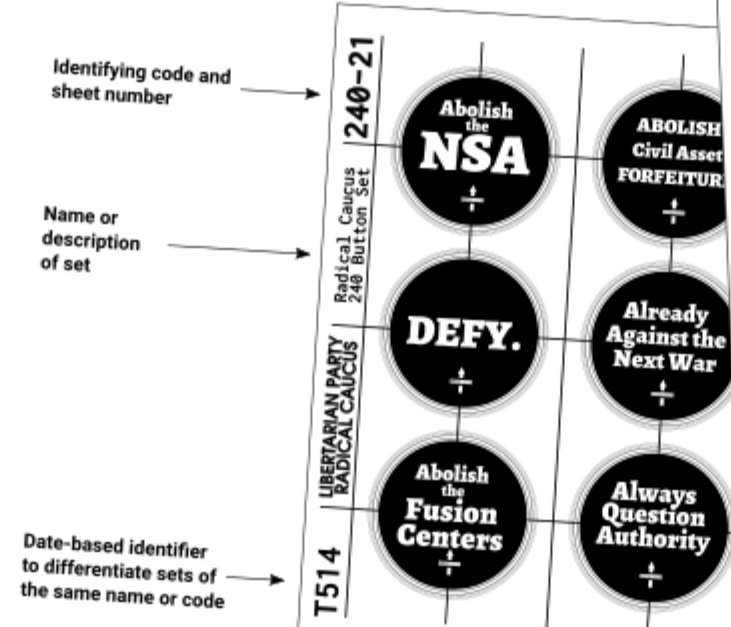 Identifying code and
sheet number
Name or
description
of set
Date-based identifier
to differentiate sets of
the same name or code
240-21
Radical Caucus
240 Button Set
LIBERTARIAN PARTY
RADICAL CAUCUS
T514
Abolish
the
NSA
ABOLISH
Civil Asset
FORFEITUR
DEFY.
Already
Against the
Next War
Abolish
the
Fusion
Centers
Always
Question
Authority